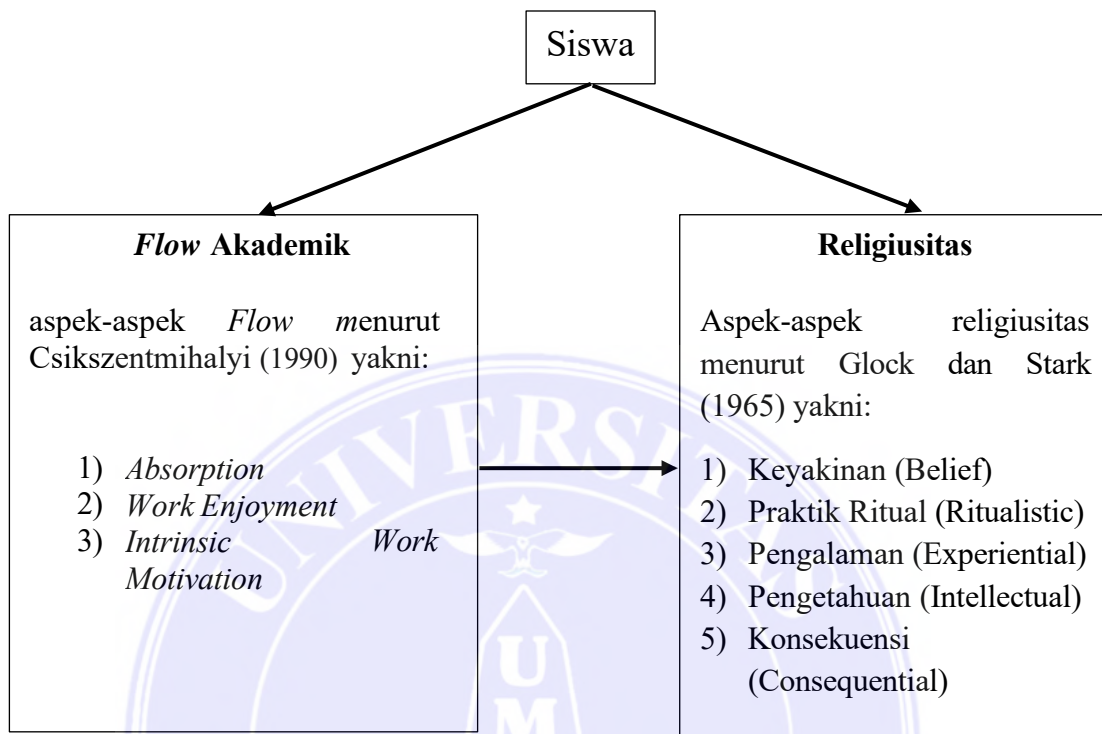 Siswa
Flow Akademik
aspek-aspek Flow menurut
Csikszentmihalyi (1990) yakni:
1) Absorption
2) Work Enjoyment
3) Intrinsic Work
Motivation
Religiusitas
Aspek-aspek religiusitas
menurut Glock dan Stark
(1965) yakni:
1) Keyakinan (Belief)
2) Praktik Ritual (Ritualistic)
3) Pengalaman (Experiential)
4) Pengetahuan (Intellectual)
5) Konsekuensi
(Consequential)
UNIVERSITA
U
M